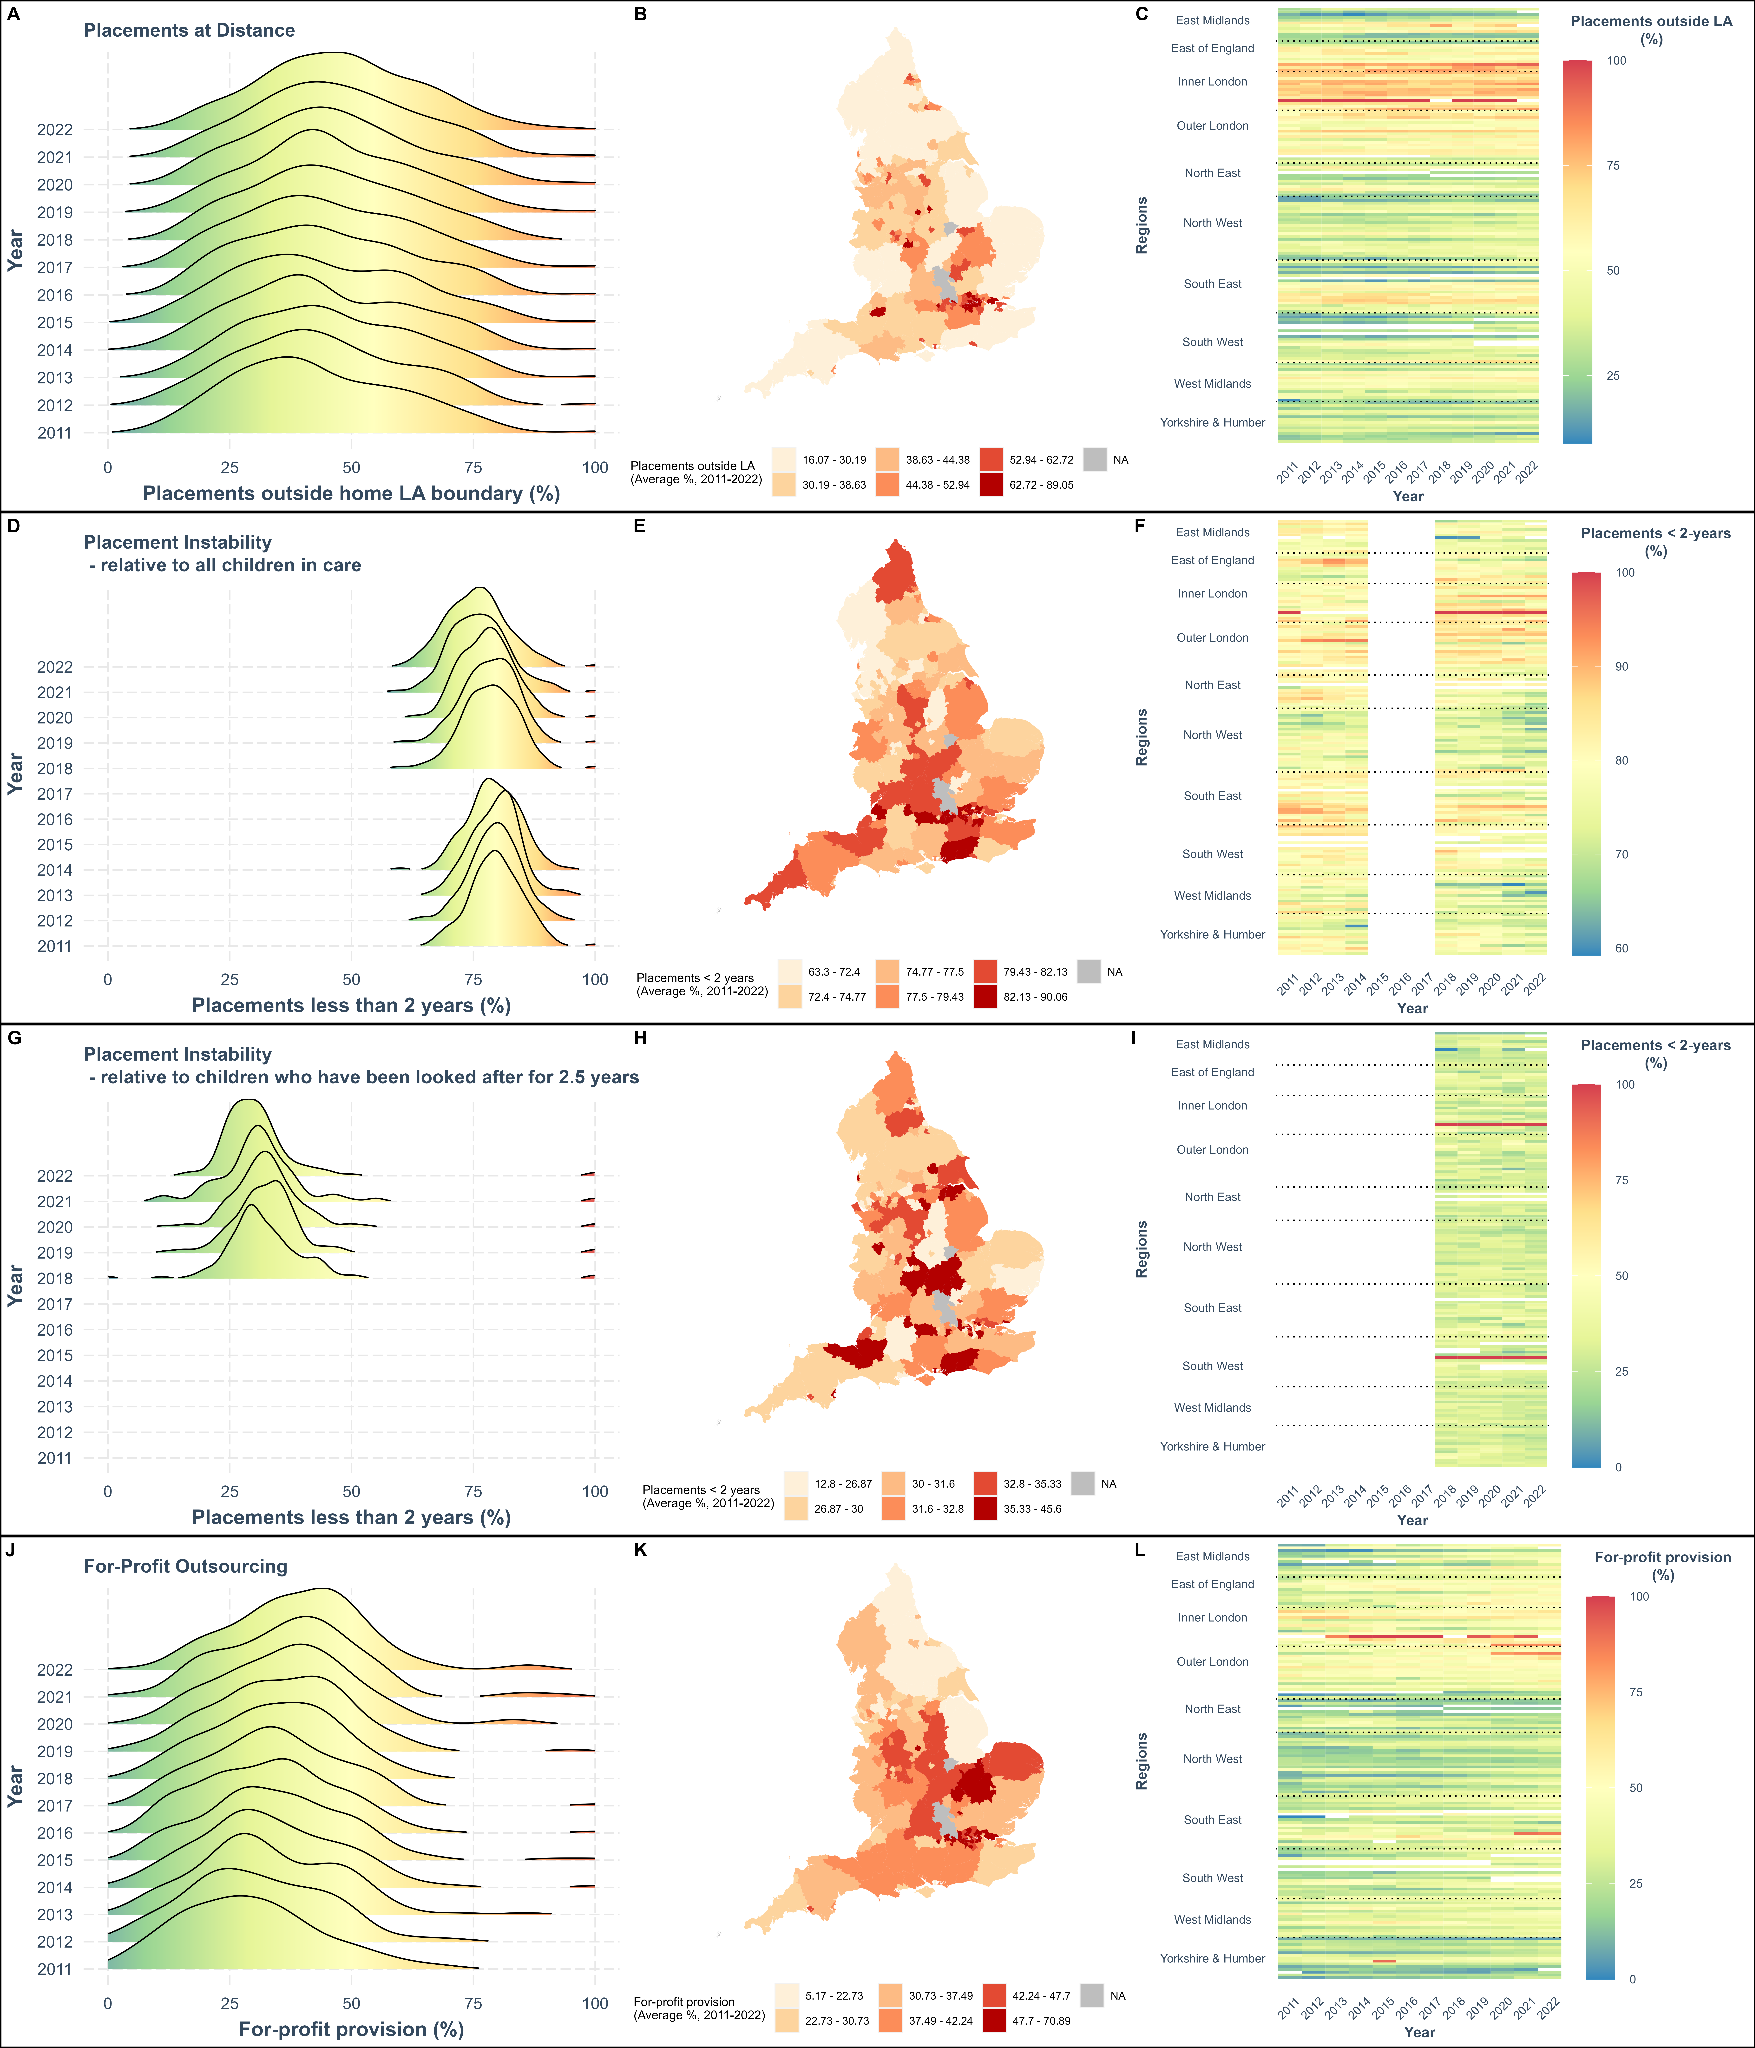 A
Placements at Distance
Year
2022
2021
2020
2019
2018
2017
2016
2015
2014
2013
2012
2011
0 25 50 75 100
Placements outside home LA boundary (%)
B
Placements outside LA
(Average %, 2011-2022)
16.07 - 30.19
30.19 - 38.63
38.63 - 44.38
44.38 - 52.94
52.94 - 62.72
62.72 - 89.05
NA
C
Regions
East Midlands
East of England
Inner London
Outer London
North East
North West
South East
South West
West Midlands
Yorkshire & Humber
2011 2012 2013 2014 2015 2016 2017 2018 2019 2020 2021 2022
Year
Placements outside LA
(%)
100
75
50
25
D
Placement Instability
- relative to all children in care
Year
2022
2021
2020
2019
2018
2017
2016
2015
2014
2013
2012
2011
0 25 50 75 100
Placements less than 2 years (%)
E
Placements < 2 years
(Average %, 2011-2022)
63.3 - 72.4
72.4 - 74.77
74.77 - 77.5
77.5 - 79.43
79.43 - 82.13
82.13 - 90.06
NA
F
Regions
East Midlands
East of England
Inner London
Outer London
North East
North West
South East
South West
West Midlands
Yorkshire & Humber
2011 2012 2013 2014 2015 2016 2017 2018 2019 2020 2021 2022
Year
Placements < 2-years
(%)
100
90
80
70
60
G
Placement Instability
- relative to children who have been looked after for 2.5 years
Year
2022
2021
2020
2019
2018
2017
2016
2015
2014
2013
2012
2011
0 25 50 75 100
Placements less than 2 years (%)
H
Placements < 2 years
(Average %, 2011-2022)
12.8 - 26.87
26.87 - 30
30 - 31.6
31.6 - 32.8
32.8 - 35.33
35.33 - 45.6
NA
I
Regions
East Midlands
East of England
Inner London
Outer London
North East
North West
South East
South West
West Midlands
Yorkshire & Humber
2011 2012 2013 2014 2015 2016 2017 2018 2019 2020 2021 2022
Year
Placements < 2-years
(%)
100
75
50
25
0
J
For-Profit Outsourcing
Year
2022
2021
2020
2019
2018
2017
2016
2015
2014
2013
2012
2011
0 25 50 75 100
For-profit provision (%)
K
For-profit provision
(Average %, 2011-2022)
5.17 - 22.73
22.73 - 30.73
30.73 - 37.49
37.49 - 42.24
42.24 - 47.7
47.7 - 70.89
NA
L
Regions
East Midlands
East of England
Inner London
Outer London
North East
North West
South East
South West
West Midlands
Yorkshire & Humber
2011 2012 2013 2014 2015 2016 2017 2018 2019 2020 2021 2022
Year
For-profit provision
(%)
100
75
50
25
0